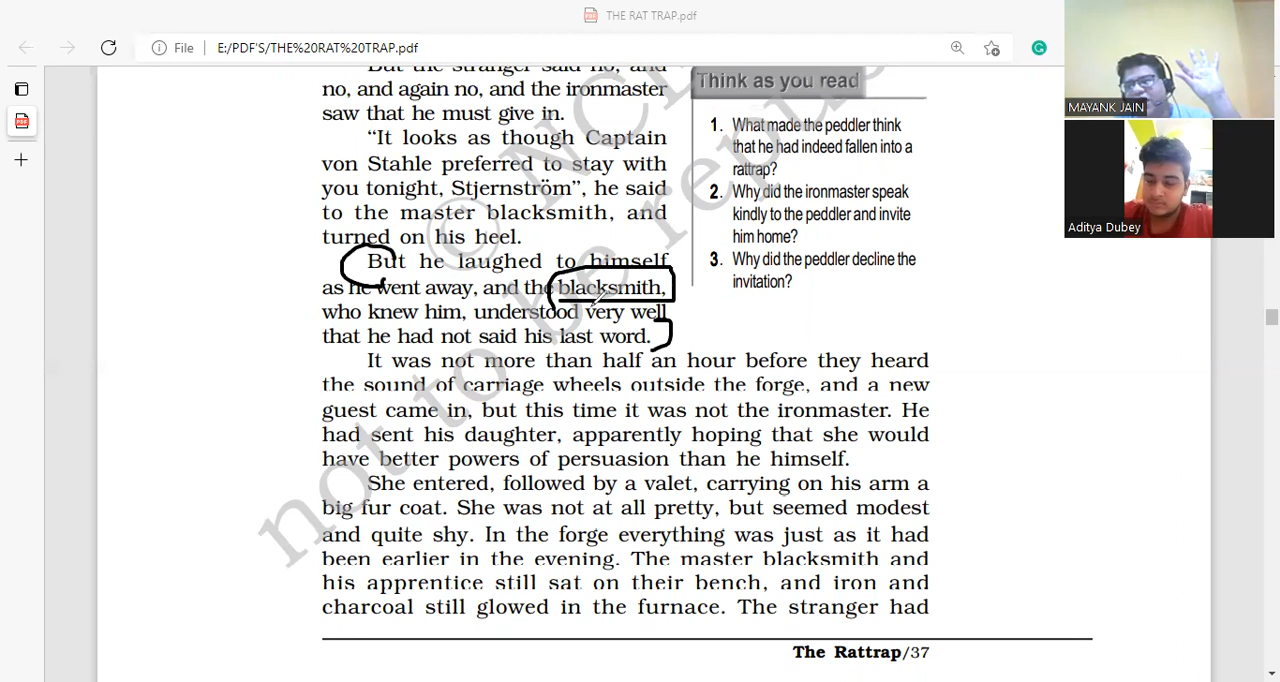 THE RAT TRAP.pdf
File
E:/PDF'S/THE%20RAT%20TRAP.pdf
But the stranger said no, and
no, and again no, and the ironmaster
saw that he must give in.
“It looks as though Captain
von Stahle preferred to stay with
you tonight, Stjernström”, he said
to the master blacksmith, and
turned on his heel.
But he laughed to himself
as he went away, and the blacksmith,
who knew him, understood very well
that he had not said his last word.
Think as you read
1. What made the peddler think
that he had indeed fallen into a
rattrap?
2. Why did the ironmaster speak
kindly to the peddler and invite
him home?
3. Why did the peddler decline the
invitation?
It was not more than half an hour before they heard
the sound of carriage wheels outside the forge, and a new
guest came in, but this time it was not the ironmaster. He
had sent his daughter, apparently hoping that she would
have better powers of persuasion than he himself.
She entered, followed by a valet, carrying on his arm a
big fur coat. She was not at all pretty, but seemed modest
and quite shy. In the forge everything was just as it had
been earlier in the evening. The master blacksmith and
his apprentice still sat on their bench, and iron and
charcoal still glowed in the furnace. The stranger had
The Rattrap/37
not to be
©
MAYANK JAIN
Aditya Dubey